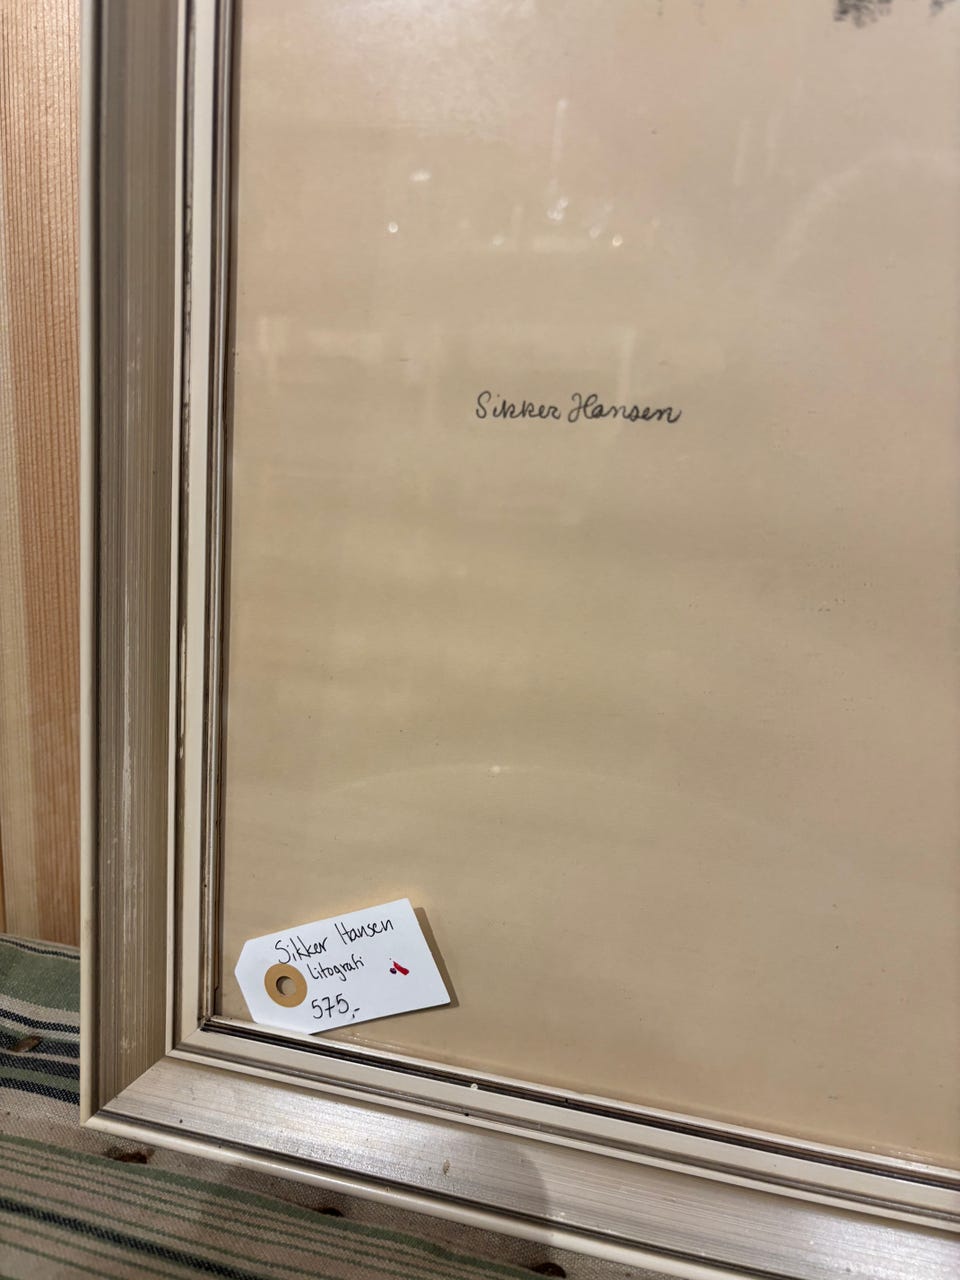 Sikker Hansen
Sikker Hansen
Litografi
575,-